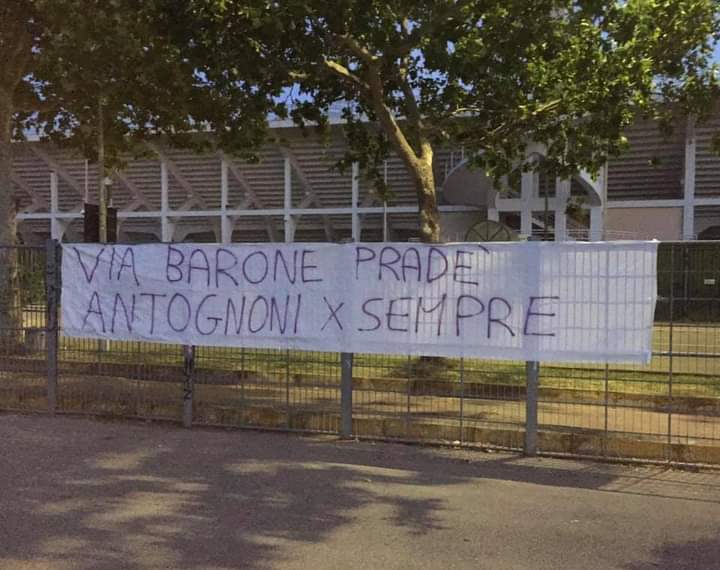 VIA BARONE PRADÈ
ANTOGNONI X SEMPRE